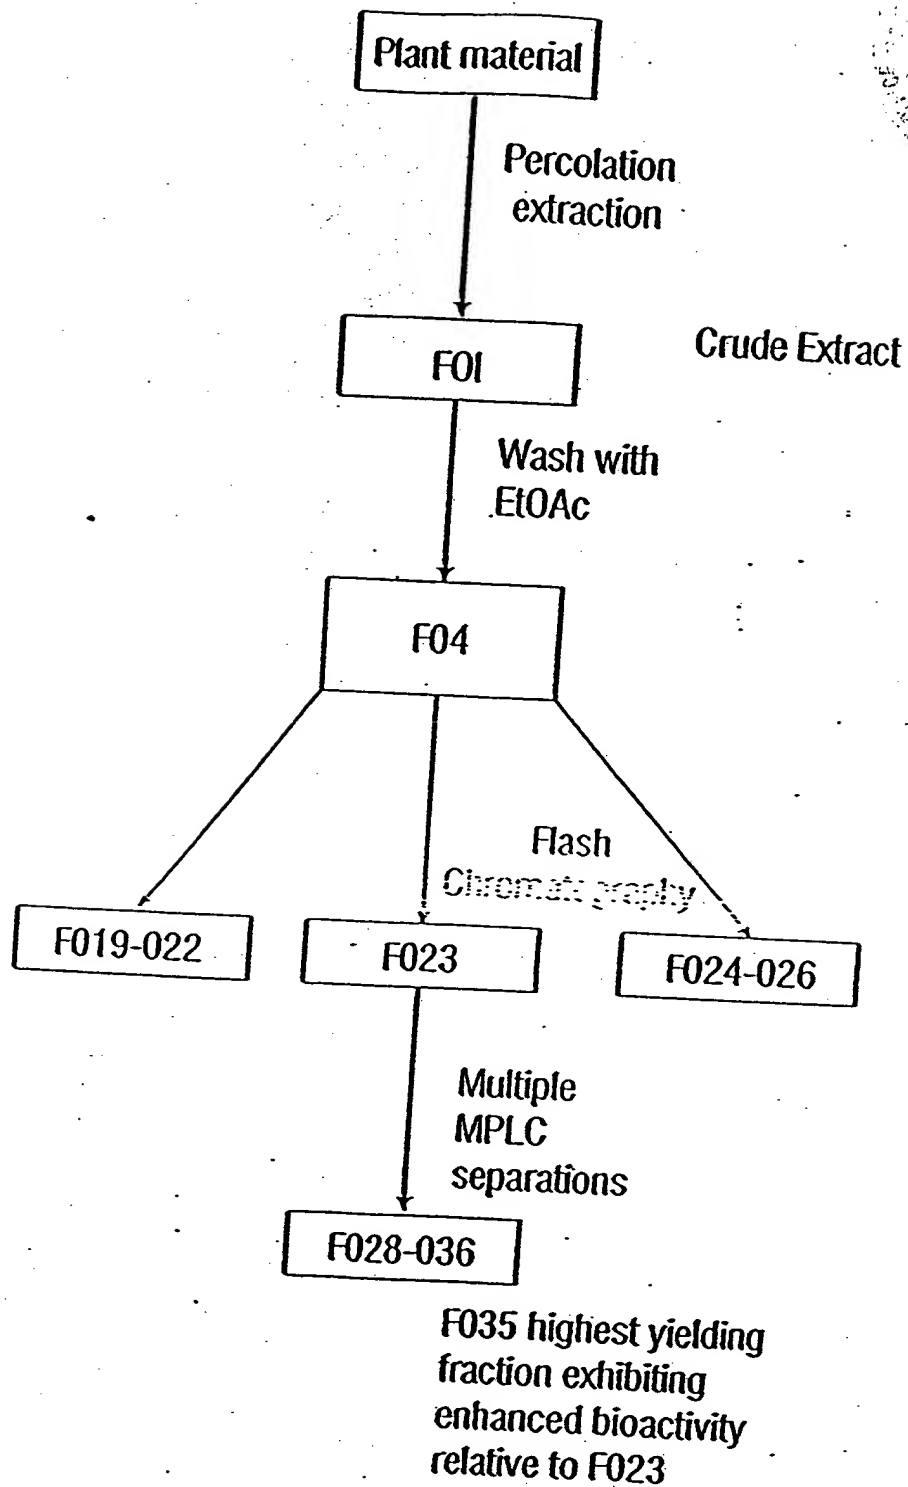 Plant material
Percolation
extraction
F01
Crude Extract
Wash with
EtOAc
F04
Flash
Chromatography
F019-022
F023
F024-026
Multiple
MPLC
separations
F028-036
F035 highest yielding
fraction exhibiting
enhanced bioactivity
relative to F023